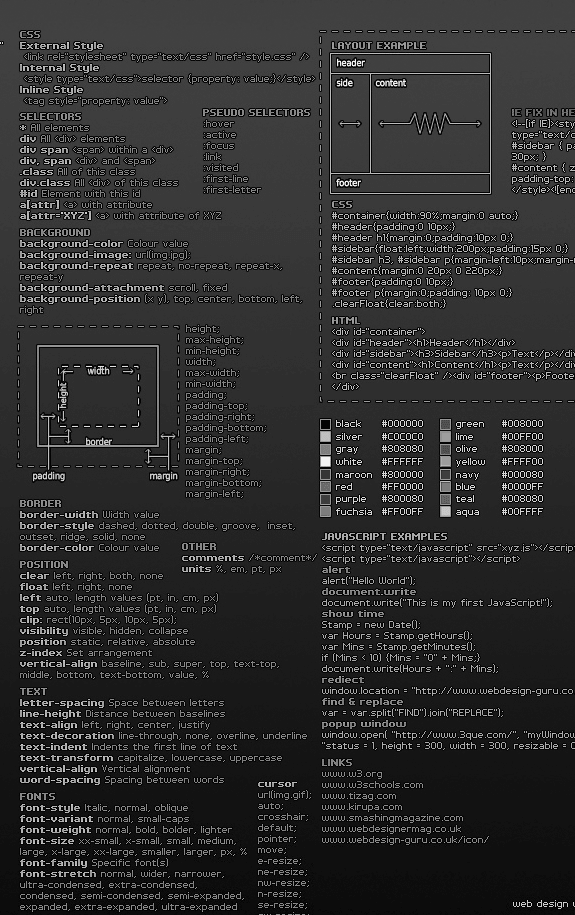 CSS
External Style
<link rel="stylesheet" type="text/css" href="style.css" />
Internal Style
<style type="text/css">selector {property: value;}</style>
Inline Style
<tag style="property: value">
SELECTORS
* All elements
div All <div> elements
div span <span> within a <div>
div, span <div> and <span>
.class All of this class
div.class All <div> of this class
#id Element with this id
a[attr] <a> with attribute
a[attr='XYZ'] <a> with attribute of XYZ
PSEUDO SELECTORS
:hover
:active
:focus
:link
:visited
:first-line
:first-letter
BACKGROUND
background-color Colour value
background-image: url(img.jpg);
background-repeat repeat, no-repeat, repeat-x,
repeat-y
background-attachment scroll, fixed
background-position (x y), top, center, bottom, left,
right
width
height
border
padding
margin
height;
max-height;
min-height;
width;
max-width;
min-width;
padding;
padding-top;
padding-right;
padding-bottom;
padding-left;
margin;
margin-top;
margin-right;
margin-bottom;
margin-left;
BORDER
border-width Width value
border-style dashed, dotted, double, groove, inset,
outset, ridge, solid, none
border-color Colour value
OTHER
comments /*comment*/
units %, em, pt, px
POSITION
clear left, right, both, none
float left, right, none
left auto, length values (pt, in, cm, px)
top auto, length values (pt, in, cm, px)
clip: rect(10px, 5px, 10px, 5px);
visibility visible, hidden, collapse
position static, relative, absolute
z-index Set arrangement
vertical-align baseline, sub, super, top, text-top,
middle, bottom, text-bottom, value, %
TEXT
letter-spacing Space between letters
line-height Distance between baselines
text-align left, right, center, justify
text-decoration line-through, none, overline, underline
text-indent Indents the first line of text
text-transform capitalize, lowercase, uppercase
vertical-align Vertical alignment
word-spacing Spacing between words
FONTS
font-style Italic, normal, oblique
font-variant normal, small-caps
font-weight normal, bold, bolder, lighter
font-size xx-small, x-small, small, medium,
large, x-large, xx-large, smaller, larger, px, %
font-family Specific font(s)
font-stretch normal, wider, narrower,
ultra-condensed, extra-condensed,
condensed, semi-condensed, semi-expanded,
expanded, extra-expanded, ultra-expanded
cursor
url(img.gif);
auto;
crosshair;
default;
pointer;
move;
e-resize;
ne-resize;
nw-resize;
n-resize;
se-resize;
LAYOUT EXAMPLE
header
side
content
footer
IE FIX IN HE
<!--[if IE]><style
type="text/c
#sidebar { pa
30px; }
#content { z
padding-top:
</style><![end
CSS
#container{width:90%;margin:0 auto;}
#header{padding:0 10px;}
#header h1{margin:0;padding:10px 0;}
#sidebar{float:left;width:200px;padding:15px 0;}
#sidebar h3, #sidebar p{margin-left:10px;margin-r
#content{margin:0 20px 0 220px;}
#footer{padding:0 10px;}
#footer p{margin:0;padding: 10px 0;}
.clearFloat{clear:both;}
HTML
<div id="container">
<div id="header"><h1>Header</h1></div>
<div id="sidebar"><h3>Sidebar</h3><p>Text</p></di
<div id="content"><h1>Content</h1><p>Text</p></di
<br class="clearFloat" /><div id="footer"><p>Foote
</div>
black #000000 green #008000
silver #C0C0C0 lime #00FF00
gray #808080 olive #808000
white #FFFFFF yellow #FFFF00
maroon #800000 navy #000080
red #FF0000 blue #0000FF
purple #800080 teal #008080
fuchsia #FF00FF aqua #00FFFF
JAVASCRIPT EXAMPLES
<script type="text/javascript" src="xyz.js"></script
<script type="text/javascript"></script>
alert
alert("Hello World");
document.write
document.write("This is my first JavaScript!");
show time
Stamp = new Date();
var Hours = Stamp.getHours();
var Mins = Stamp.getMinutes();
if (Mins < 10) {Mins = "0" + Mins;}
document.write(Hours + ":" + Mins);
rediect
window.location = "http://www.webdesign-guru.co
find & replace
var = var.split("FIND").join("REPLACE");
popup window
window.open( "http://www.3que.com/", "myWindow
"status = 1, height = 300, width = 300, resizable = 0
LINKS
www.w3.org
www.w3schools.com
www.tizag.com
www.kirupa.com
www.smashingmagazine.com
www.webdesignermag.co.uk
www.webdesign-guru.co.uk/icon/
web design